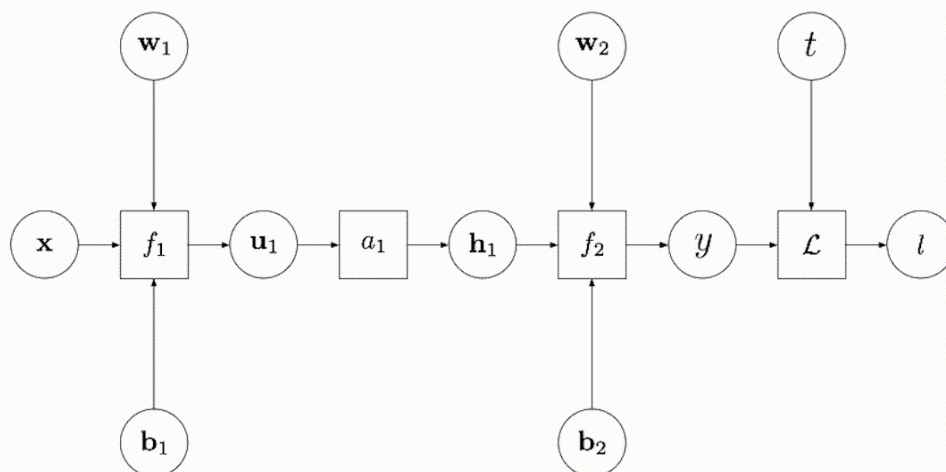 w₁ w₂ t
x f₁ u₁ a₁ h₁ f₂ y ℒ l
b₁ b₂